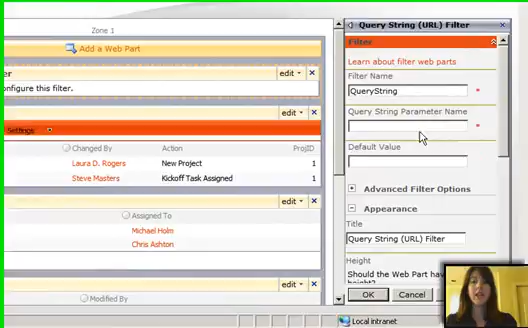 Zone 1
Add a Web Part
er
edit
onfigure this filter.
edit
Settings
Changed By Action ProjID
Laura D. Rogers New Project 1
Steve Masters Kickoff Task Assigned 1
edit
Assigned To
Michael Holm
Chris Ashton
edit
Modified By
Query String (URL) Filter
Filter
Learn about filter web parts
Filter Name
QueryString *
Query String Parameter Name
*
Default Value
Advanced Filter Options
Appearance
Title
Query String (URL) Filter
Height
Should the Web Part hav
height?
OK Cancel
Local intranet